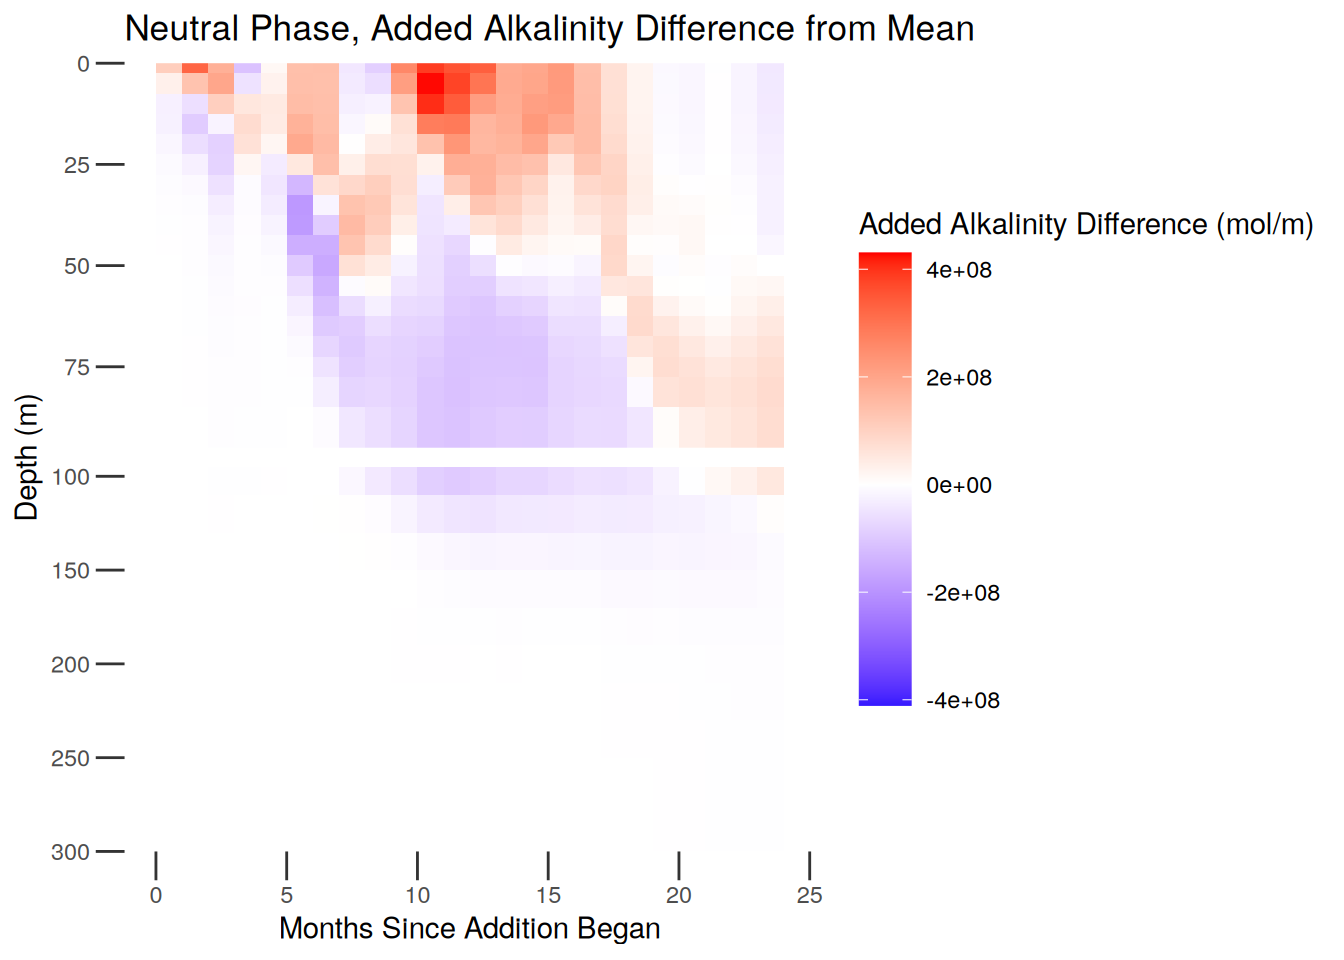 Neutral Phase, Added Alkalinity Difference from Mean
0
25
50
75
100
150
200
250
300
Depth (m)
0 5 10 15 20 25
Months Since Addition Began
Added Alkalinity Difference (mol/m)
4e+08
2e+08
0e+00
-2e+08
-4e+08